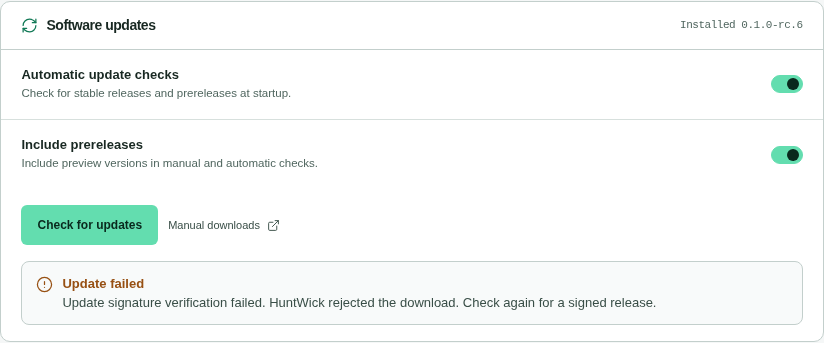 Software updates
Installed 0.1.0-rc.6
Automatic update checks
Check for stable releases and prereleases at startup.
Include prereleases
Include preview versions in manual and automatic checks.
Check for updates
Manual downloads
Update failed
Update signature verification failed. HuntWick rejected the download. Check again for a signed release.